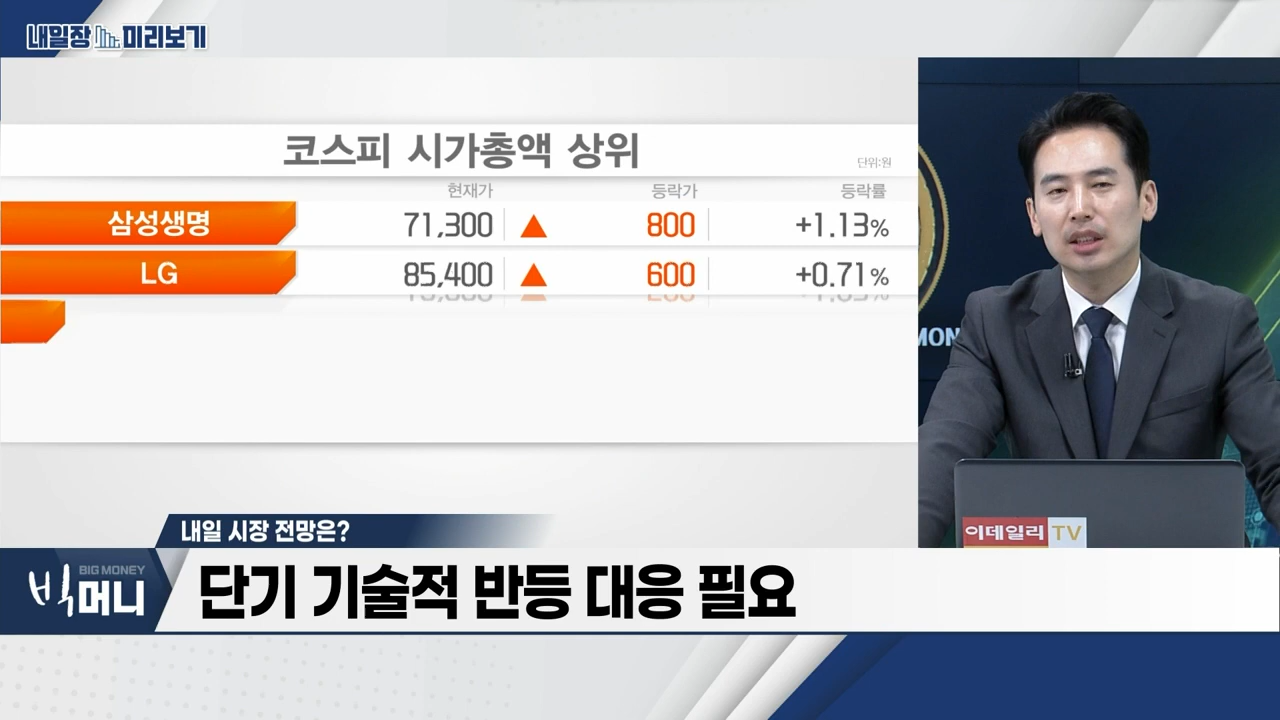 내일장 미리보기
코스피 시가총액 상위
단위:원
현재가 등락가 등락률
삼성생명 71,300 ▲ 800 +1.13%
LG 85,400 ▲ 600 +0.71%
MON
이데일리 TV
내일 시장 전망은?
빅머니 BIG MONEY
단기 기술적 반등 대응 필요